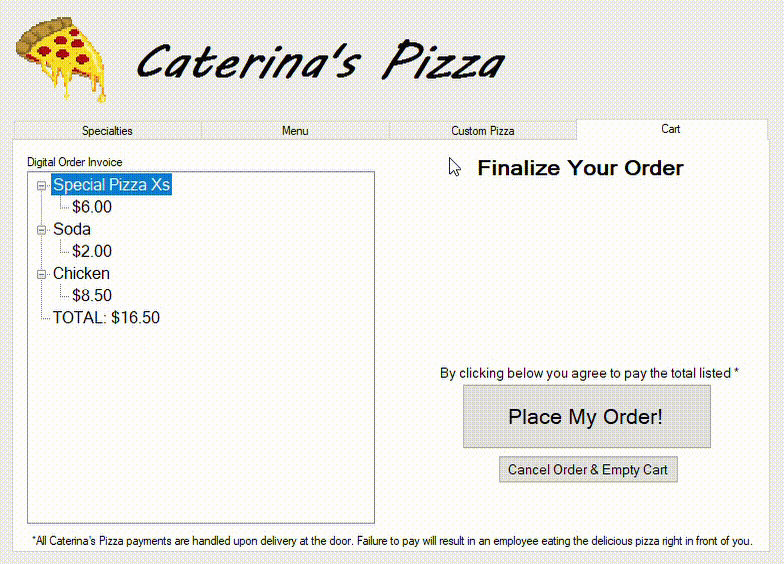 Caterina's Pizza
Specialties
Menu
Custom Pizza
Cart
Digital Order Invoice
Finalize Your Order
Special Pizza Xs
$6.00
Soda
$2.00
Chicken
$8.50
TOTAL: $16.50
By clicking below you agree to pay the total listed *
Place My Order!
Cancel Order & Empty Cart
*All Caterina's Pizza payments are handled upon delivery at the door. Failure to pay will result in an employee eating the delicious pizza right in front of you.